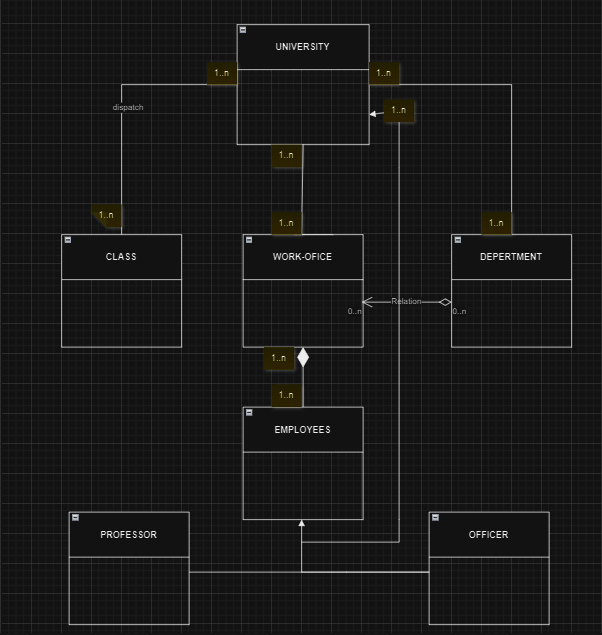 UNIVERSITY
1..n
1..n
dispatch
1..n
1..n
1..n
1..n
1..n
CLASS
WORK-OFICE
DEPERTMENT
Relation
0..n
0..n
1..n
1..n
EMPLOYEES
PROFESSOR
OFFICER